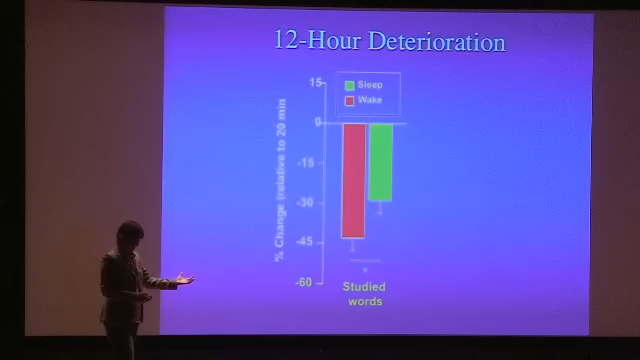 12-Hour Deterioration
Sleep
Wake
% Change (relative to 20 min
15
0
-15
-30
-45
-60
*
Studied
words